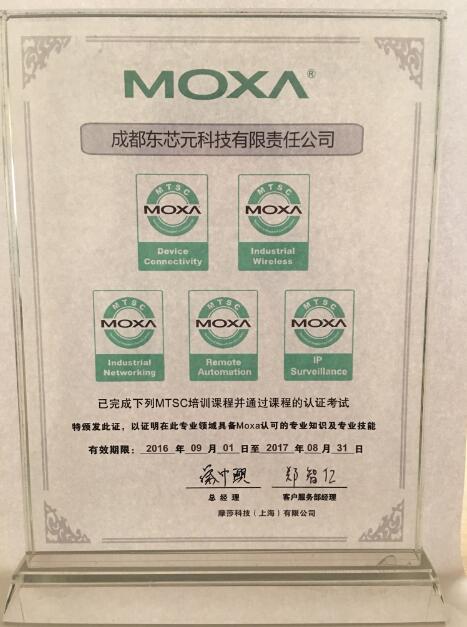 MOXA®
成都东芯元科技有限责任公司
MTSC
MOXA
Device
Connectivity
MTSC
MOXA
Industrial
Wireless
MTSC
MOXA
Industrial
Networking
MTSC
MOXA
Remote
Automation
MTSC
MOXA
IP
Surveillance
已完成下列MTSC培训课程并通过课程的认证考试
特颁发此证，以证明在此专业领域具备Moxa认可的专业知识及专业技能
有效期限： 2016 年 09 月 01 日至 2017 年 08 月 31 日
郑智仁
总 经 理 客户服务部经理
摩莎科技（上海）有限公司